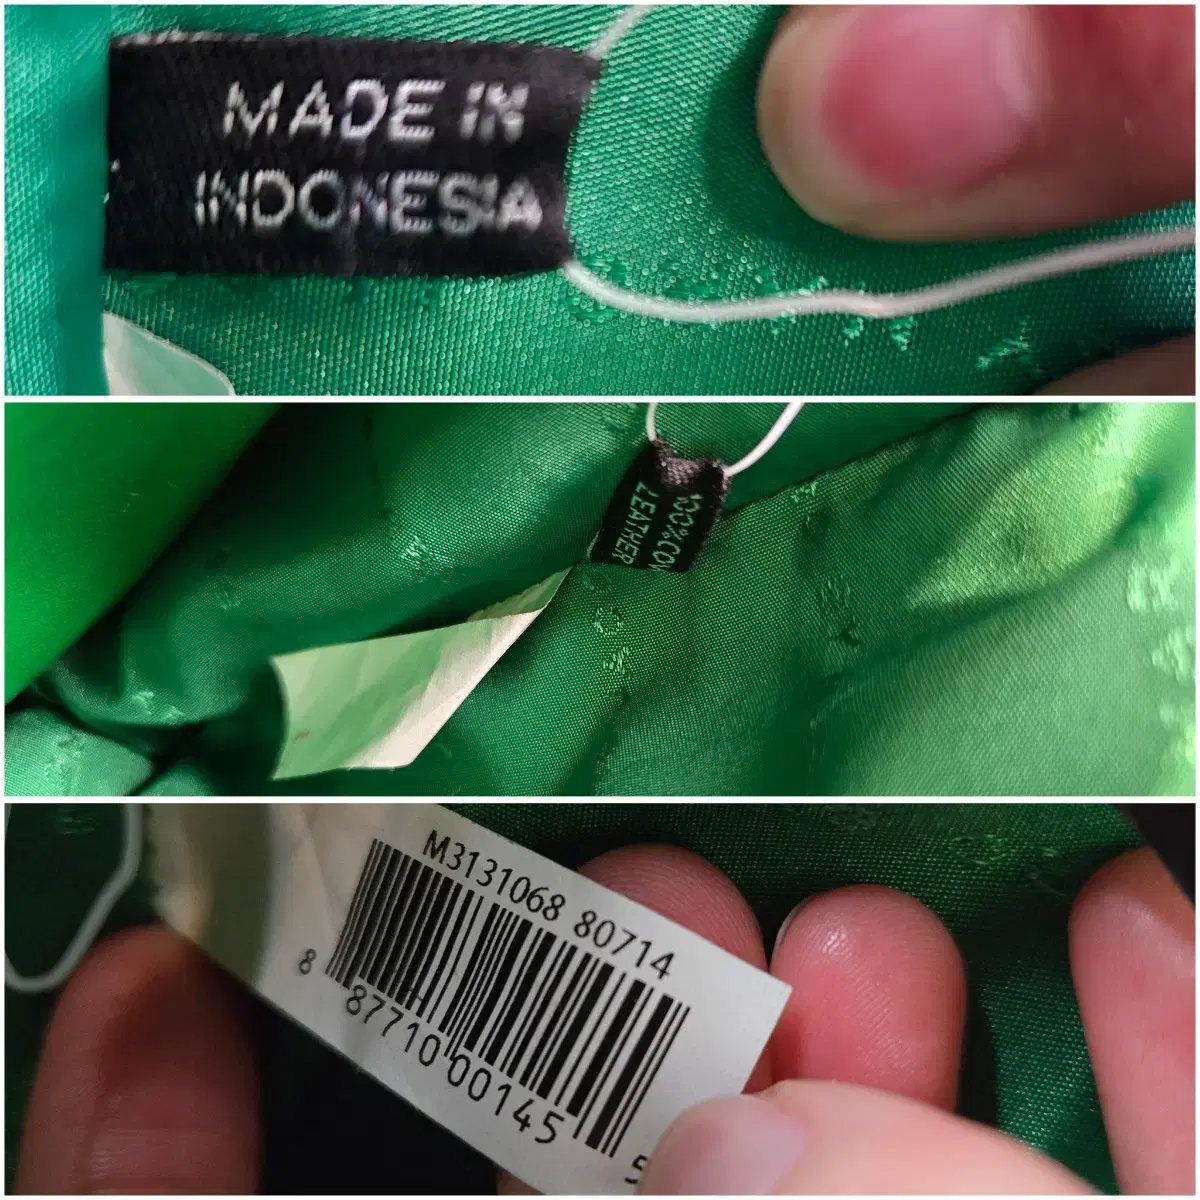 MADE IN
INDONESIA
100% COW
LEATHER
M3131068 80714
8 87710 00145 5